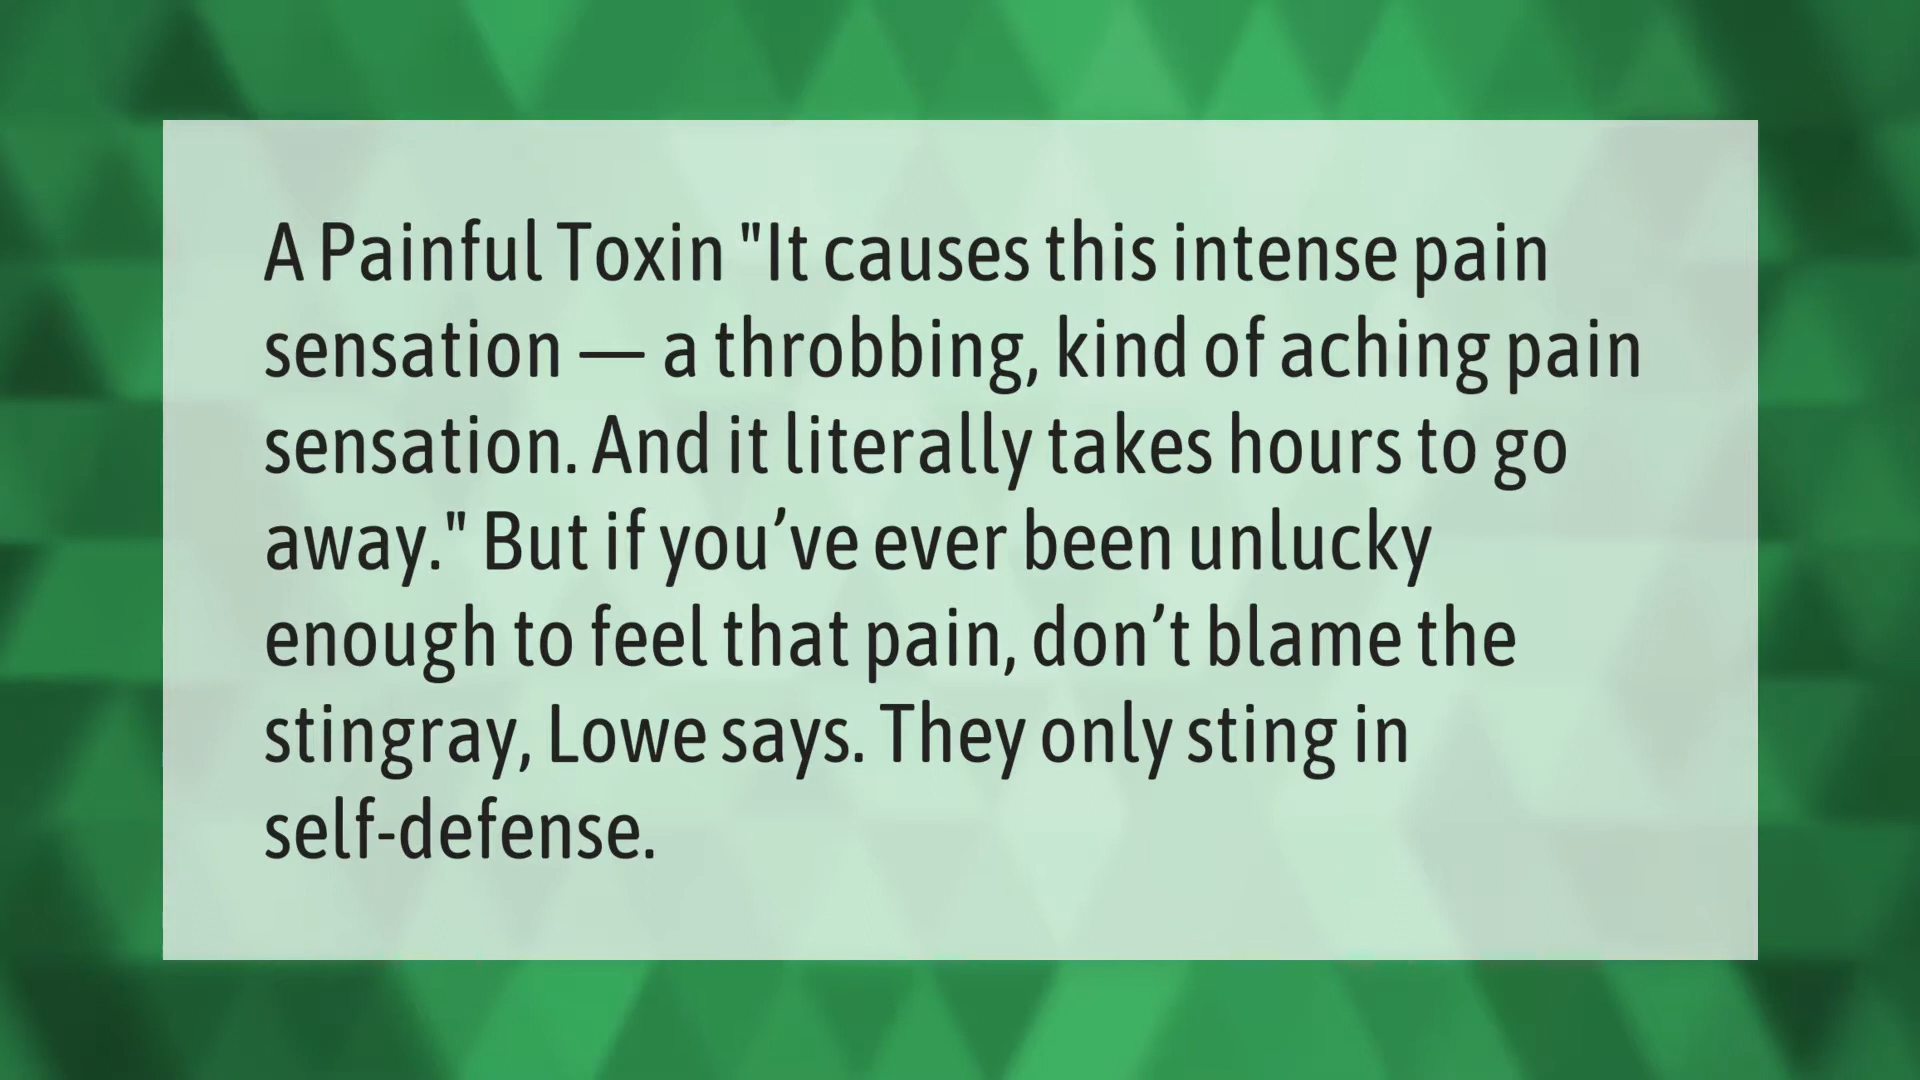 A Painful Toxin "It causes this intense pain
sensation — a throbbing, kind of aching pain
sensation. And it literally takes hours to go
away." But if you’ve ever been unlucky
enough to feel that pain, don’t blame the
stingray, Lowe says. They only sting in
self-defense.